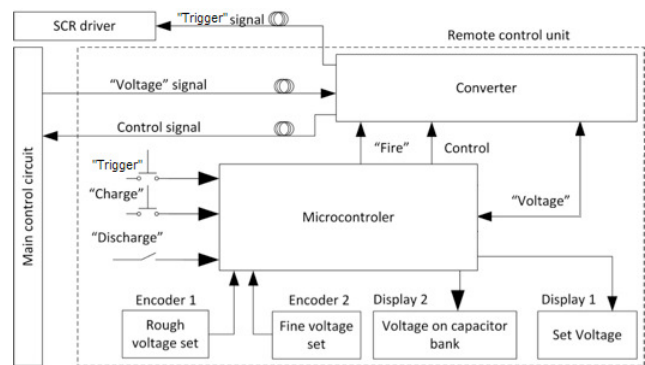 SCR driver
"Trigger" signal
Remote control unit
Main control circuit
"Voltage" signal
Converter
Control signal
"Fire"
Control
"Trigger"
"Charge"
Microcontroler
"Voltage"
"Discharge"
Encoder 1
Encoder 2
Display 2
Display 1
Rough
voltage set
Fine voltage
set
Voltage on capacitor
bank
Set Voltage